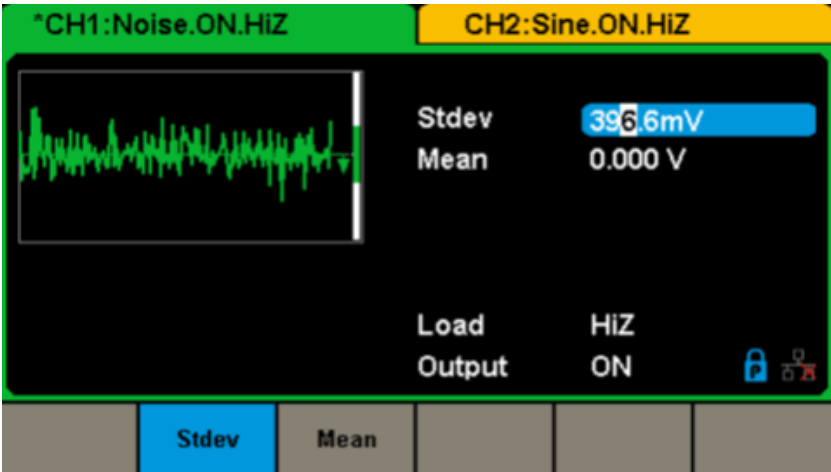 *CH1:Noise.ON.HiZ CH2:Sine.ON.HiZ
Stdev 396.6mV
Mean 0.000 V
Load HiZ
Output ON
Stdev Mean